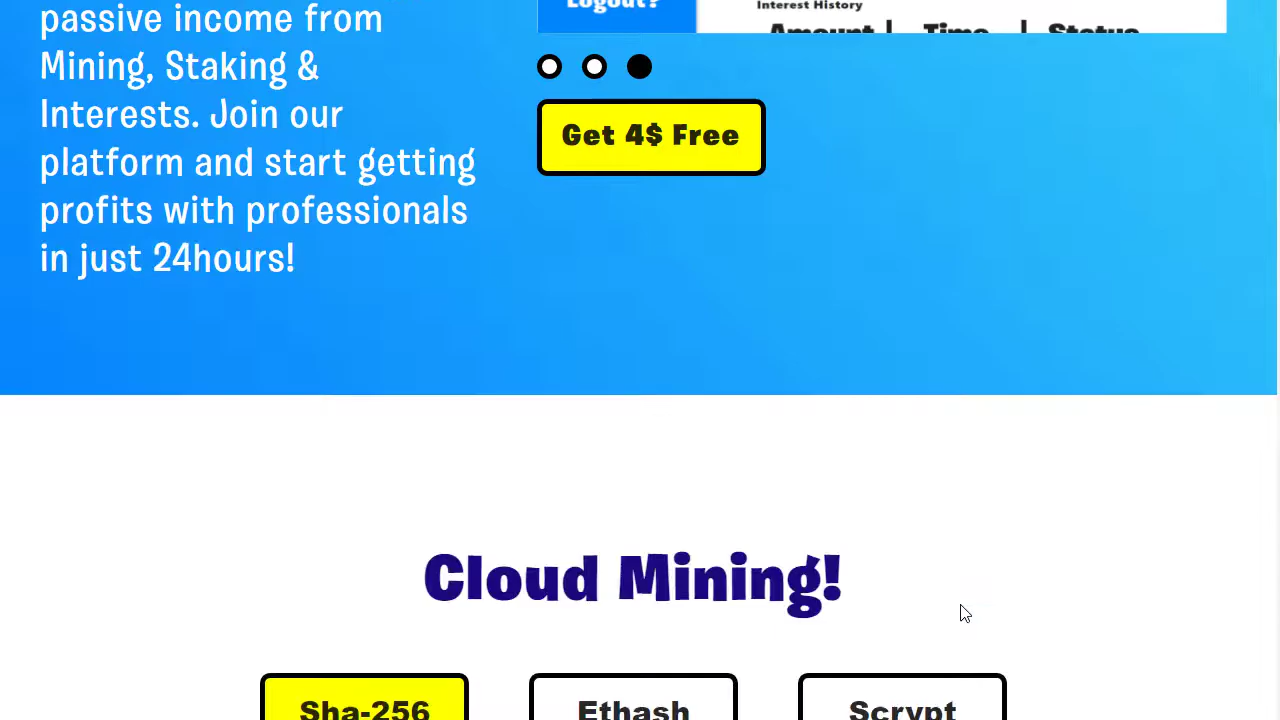 passive income from
Mining, Staking &
Interests. Join our
platform and start getting
profits with professionals
in just 24hours!
Logout?
Interest History
Amount | Time | Status
Get 4$ Free
Cloud Mining!
Sha-256
Ethash
Scrypt